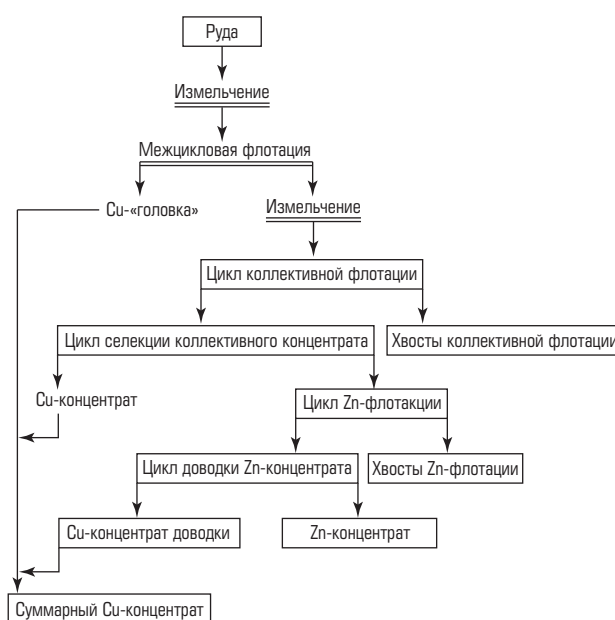 Руда
Измельчение
Межцикловая флотация
Cu-«головка»
Измельчение
Цикл коллективной флотации
Цикл селекции коллективного концентрата
Хвосты коллективной флотации
Cu-концентрат
Цикл Zn-флотакции
Цикл доводки Zn-концентрата
Хвосты Zn-флотации
Cu-концентрат доводки
Zn-концентрат
Суммарный Cu-концентрат